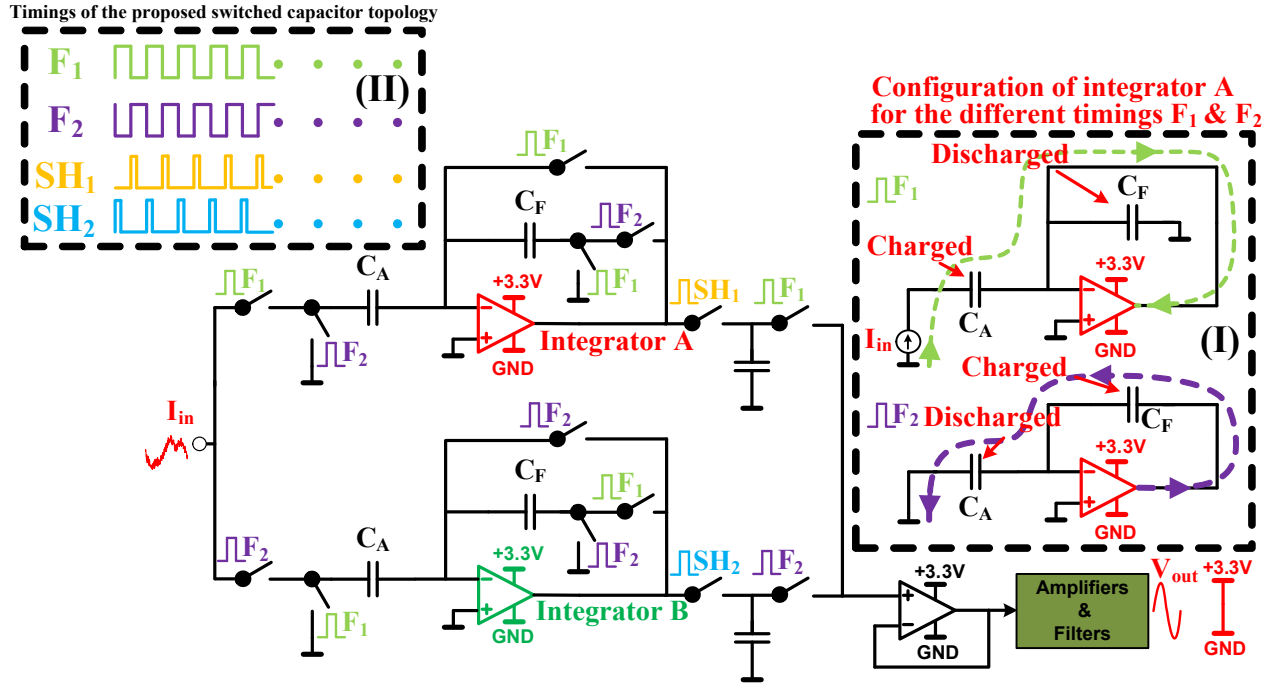 Timings of the proposed switched capacitor topology
F1
F2
SH1
SH2
(II)
Configuration of integrator A
for the different timings F1 & F2
F1
Discharged
CF
Charged
+3.3V
CA
Iin
GND
(I)
F2
Charged
Discharged
CF
+3.3V
CA
GND
F1
CF
F2
F1
CA
F1
F2
+3.3V
Integrator A
GND
SH1
F1
Iin
F2
CF
F1
F2
CA
F2
F1
+3.3V
Integrator B
GND
SH2
F2
+3.3V
GND
Amplifiers
&
Filters
Vout
+3.3V
GND